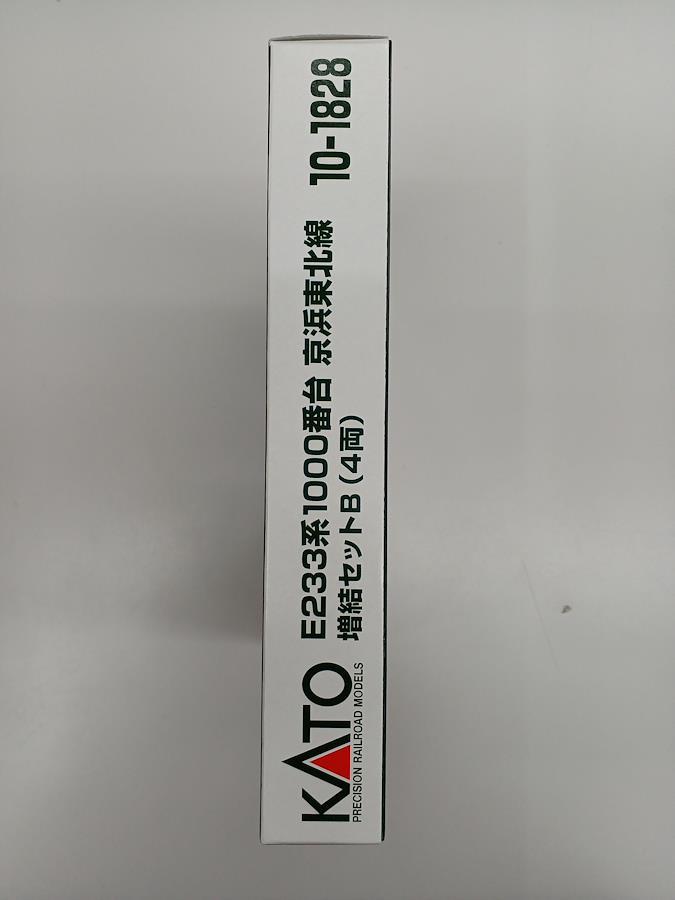 KATO
PRECISION RAILROAD MODELS
E233系1000番台 京浜東北線
増結セットB(4両)
10-1828